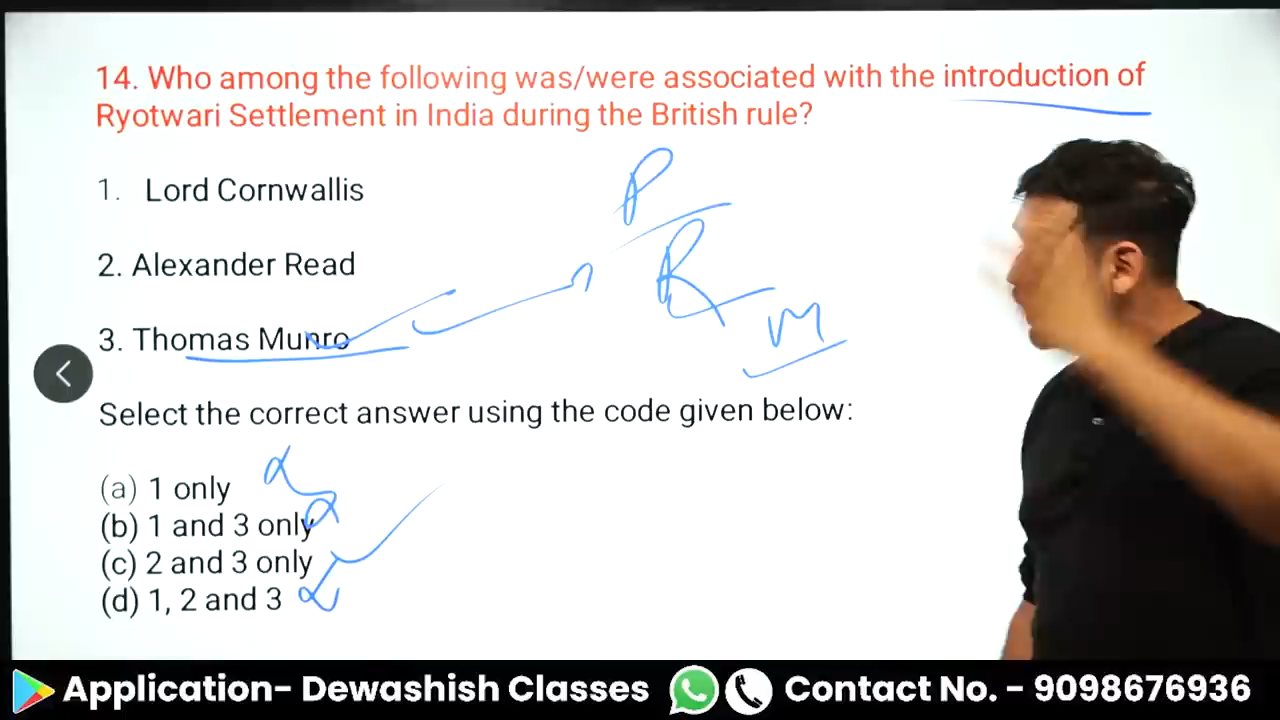 14. Who among the following was/were associated with the introduction of
Ryotwari Settlement in India during the British rule?
1. Lord Cornwallis
2. Alexander Read
3. Thomas Munro
P
R
M
Select the correct answer using the code given below:
(a) 1 only
(b) 1 and 3 only
(c) 2 and 3 only
(d) 1, 2 and 3
Application- Dewashish Classes
Contact No. - 9098676936